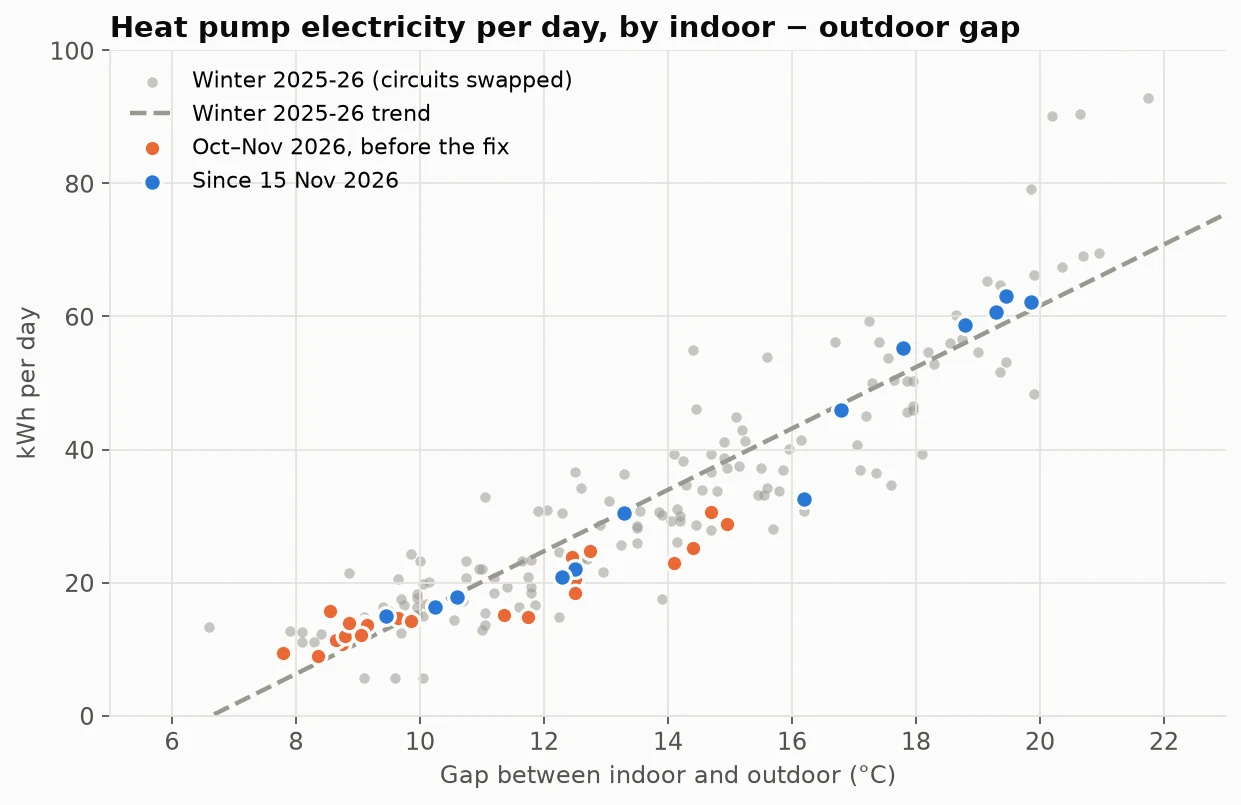 Heat pump electricity per day, by indoor − outdoor gap
100
80
60
40
20
0
kWh per day
Winter 2025-26 (circuits swapped)
Winter 2025-26 trend
Oct–Nov 2026, before the fix
Since 15 Nov 2026
6 8 10 12 14 16 18 20 22
Gap between indoor and outdoor (°C)